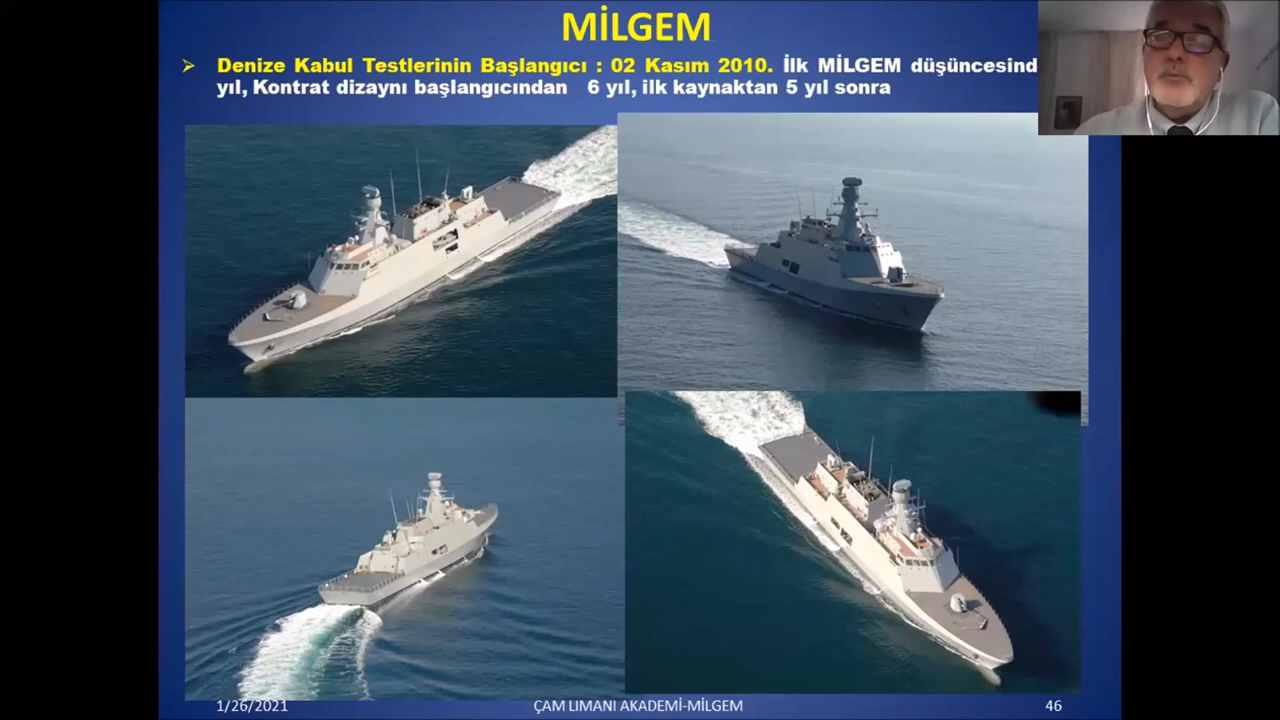 MİLGEM
➢ Denize Kabul Testlerinin Başlangıcı : 02 Kasım 2010. İlk MİLGEM düşüncesind
yıl, Kontrat dizaynı başlangıcından 6 yıl, ilk kaynaktan 5 yıl sonra
1/26/2021 ÇAM LIMANI AKADEMİ-MİLGEM 46